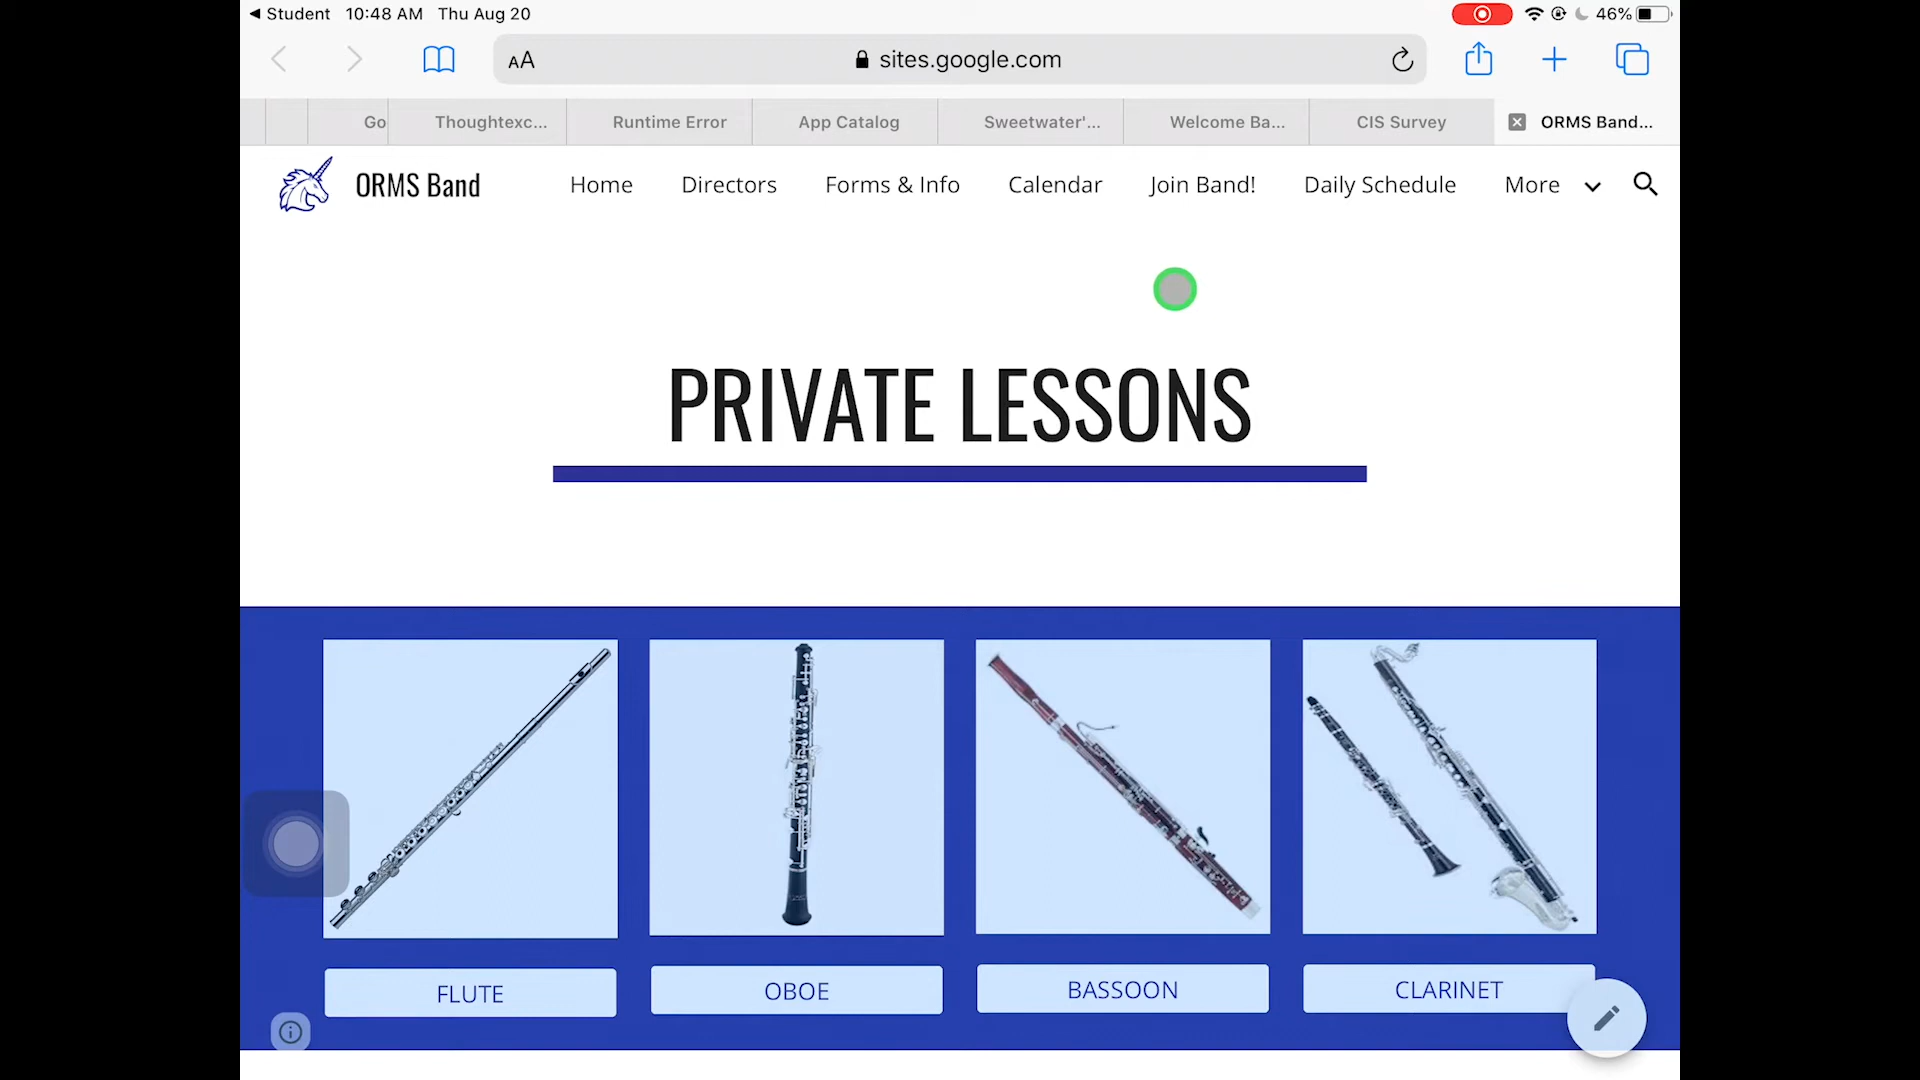 Student 10:48 AM Thu Aug 20 46%
AA sites.google.com
Go Thoughtexc... Runtime Error App Catalog Sweetwater'... Welcome Ba... CIS Survey ORMS Band...
ORMS Band Home Directors Forms & Info Calendar Join Band! Daily Schedule More
PRIVATE LESSONS
FLUTE OBOE BASSOON CLARINET